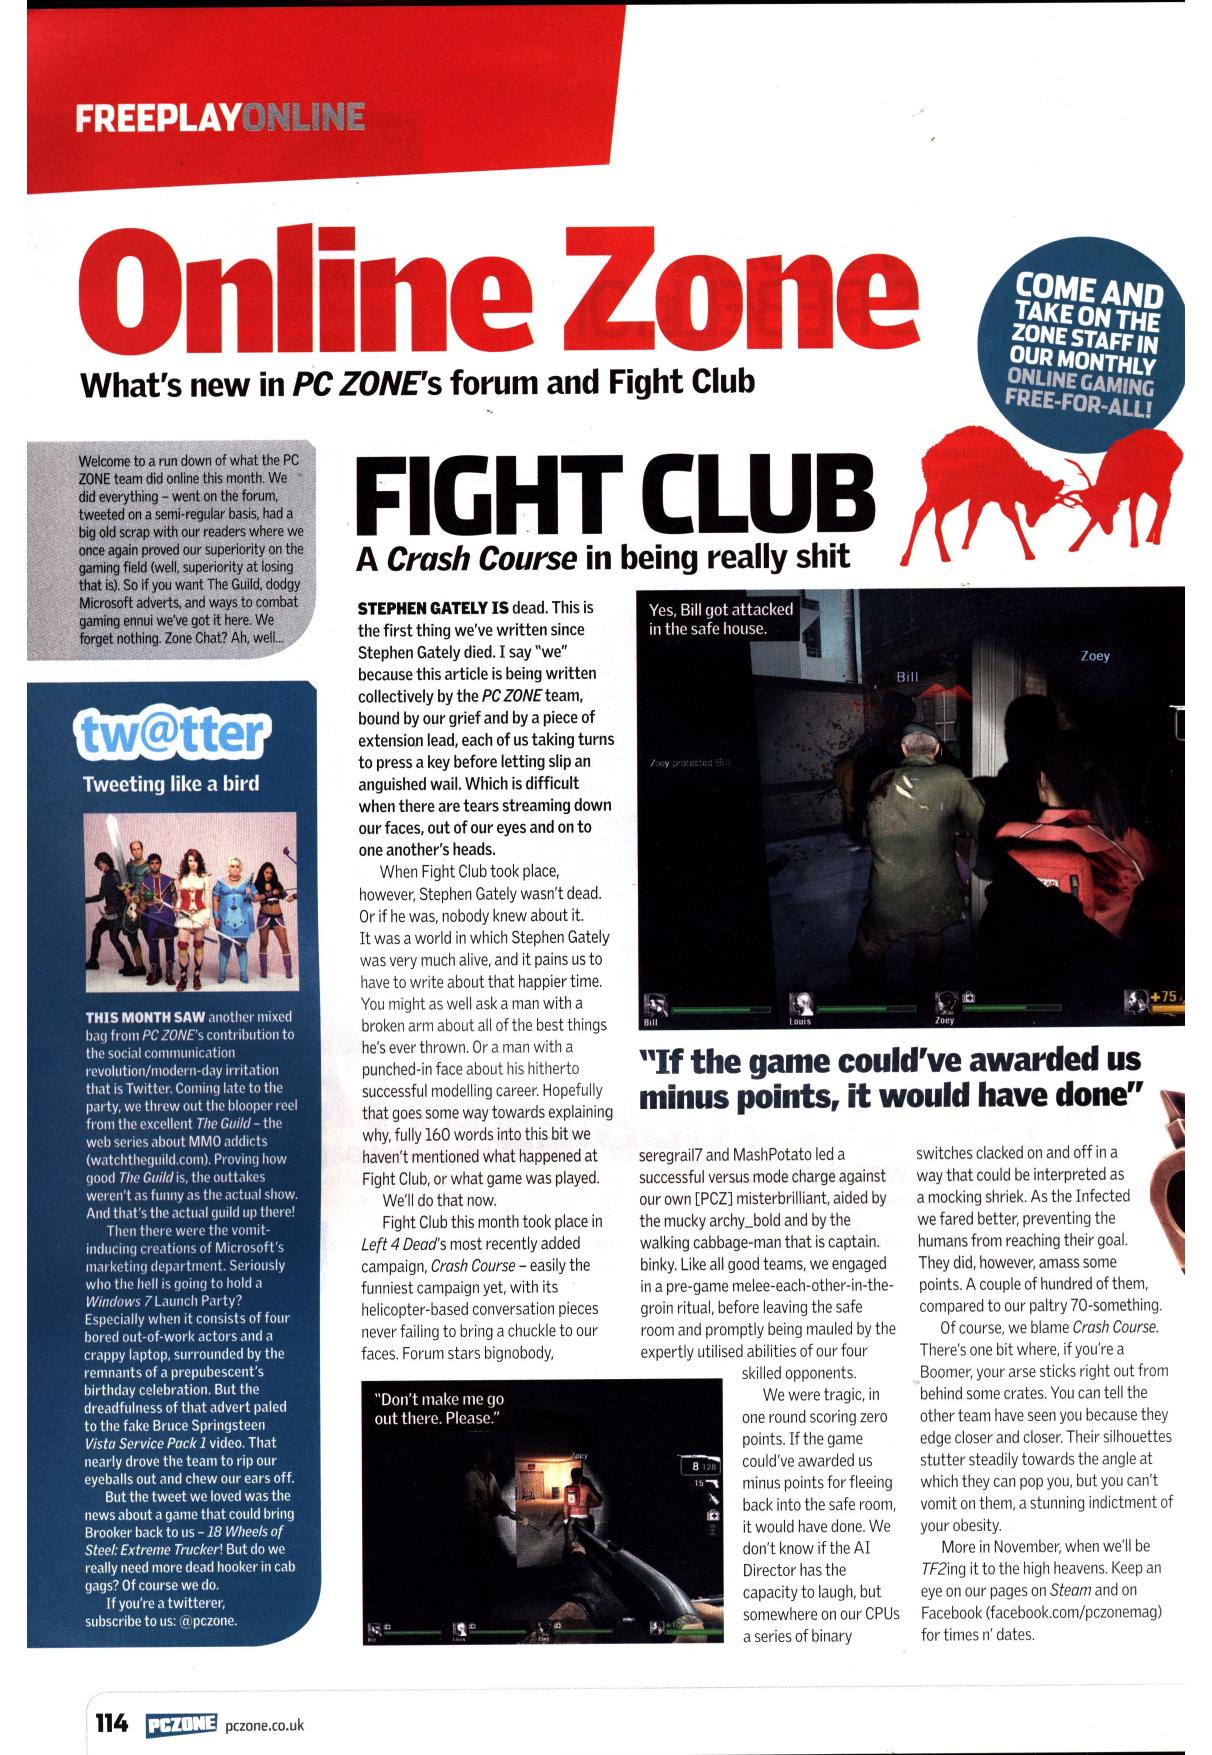 FREEPLAYONLINE
Online Zone
What's new in PC ZONE's forum and Fight Club
COME AND
TAKE ON THE
ZONE STAFF IN
OUR MONTHLY
ONLINE GAMING
FREE-FOR-ALL!
Welcome to a run down of what the PC
ZONE team did online this month. We
did everything – went on the forum,
tweeted on a semi-regular basis, had a
big old scrap with our readers where we
once again proved our superiority on the
gaming field (well, superiority at losing
that is). So if you want The Guild, dodgy
Microsoft adverts, and ways to combat
gaming ennui we've got it here. We
forget nothing. Zone Chat? Ah, well...
tw@tter
Tweeting like a bird
THIS MONTH SAW another mixed
bag from PC ZONE's contribution to
the social communication
revolution/modern-day irritation
that is Twitter. Coming late to the
party, we threw out the blooper reel
from the excellent The Guild – the
web series about MMO addicts
(watchtheguild.com). Proving how
good The Guild is, the outtakes
weren't as funny as the actual show.
And that's the actual guild up there!
Then there were the vomit-
inducing creations of Microsoft's
marketing department. Seriously
who the hell is going to hold a
Windows 7 Launch Party?
Especially when it consists of four
bored out-of-work actors and a
crappy laptop, surrounded by the
remnants of a prepubescent's
birthday celebration. But the
dreadfulness of that advert paled
to the fake Bruce Springsteen
Vista Service Pack 1 video. That
nearly drove the team to rip our
eyeballs out and chew our ears off.
But the tweet we loved was the
news about a game that could bring
Brooker back to us – 18 Wheels of
Steel: Extreme Trucker! But do we
really need more dead hooker in cab
gags? Of course we do.
If you're a twitterer,
subscribe to us: @pczone.
FIGHT CLUB
A Crash Course in being really shit
STEPHEN GATELY IS dead. This is
the first thing we've written since
Stephen Gately died. I say "we"
because this article is being written
collectively by the PC ZONE team,
bound by our grief and by a piece of
extension lead, each of us taking turns
to press a key before letting slip an
anguished wail. Which is difficult
when there are tears streaming down
our faces, out of our eyes and on to
one another's heads.
When Fight Club took place,
however, Stephen Gately wasn't dead.
Or if he was, nobody knew about it.
It was a world in which Stephen Gately
was very much alive, and it pains us to
have to write about that happier time.
You might as well ask a man with a
broken arm about all of the best things
he's ever thrown. Or a man with a
punched-in face about his hitherto
successful modelling career. Hopefully
that goes some way towards explaining
why, fully 160 words into this bit we
haven't mentioned what happened at
Fight Club, or what game was played.
We'll do that now.
Fight Club this month took place in
Left 4 Dead's most recently added
campaign, Crash Course – easily the
funniest campaign yet, with its
helicopter-based conversation pieces
never failing to bring a chuckle to our
faces. Forum stars bignobody,
Yes, Bill got attacked
in the safe house.
Zoey
Bill
Zoey protected Bill
Bill
Louis
Zoey
+75
"If the game could've awarded us
minus points, it would have done"
seregrail7 and MashPotato led a
successful versus mode charge against
our own [PCZ] misterbrilliant, aided by
the mucky archy_bold and by the
walking cabbage-man that is captain.
binky. Like all good teams, we engaged
in a pre-game melee-each-other-in-the-
groin ritual, before leaving the safe
room and promptly being mauled by the
expertly utilised abilities of our four
skilled opponents.
We were tragic, in
one round scoring zero
points. If the game
could've awarded us
minus points for fleeing
back into the safe room,
it would have done. We
don't know if the AI
Director has the
capacity to laugh, but
somewhere on our CPUs
a series of binary
"Don't make me go
out there. Please."
Zoey
8 128
15
Bill
Louis
Zoey
switches clacked on and off in a
way that could be interpreted as
a mocking shriek. As the Infected
we fared better, preventing the
humans from reaching their goal.
They did, however, amass some
points. A couple of hundred of them,
compared to our paltry 70-something.
Of course, we blame Crash Course.
There's one bit where, if you're a
Boomer, your arse sticks right out from
behind some crates. You can tell the
other team have seen you because they
edge closer and closer. Their silhouettes
stutter steadily towards the angle at
which they can pop you, but you can't
vomit on them, a stunning indictment of
your obesity.
More in November, when we'll be
TF2ing it to the high heavens. Keep an
eye on our pages on Steam and on
Facebook (facebook.com/pczonemag)
for times n' dates.
114 PCZONE pczone.co.uk